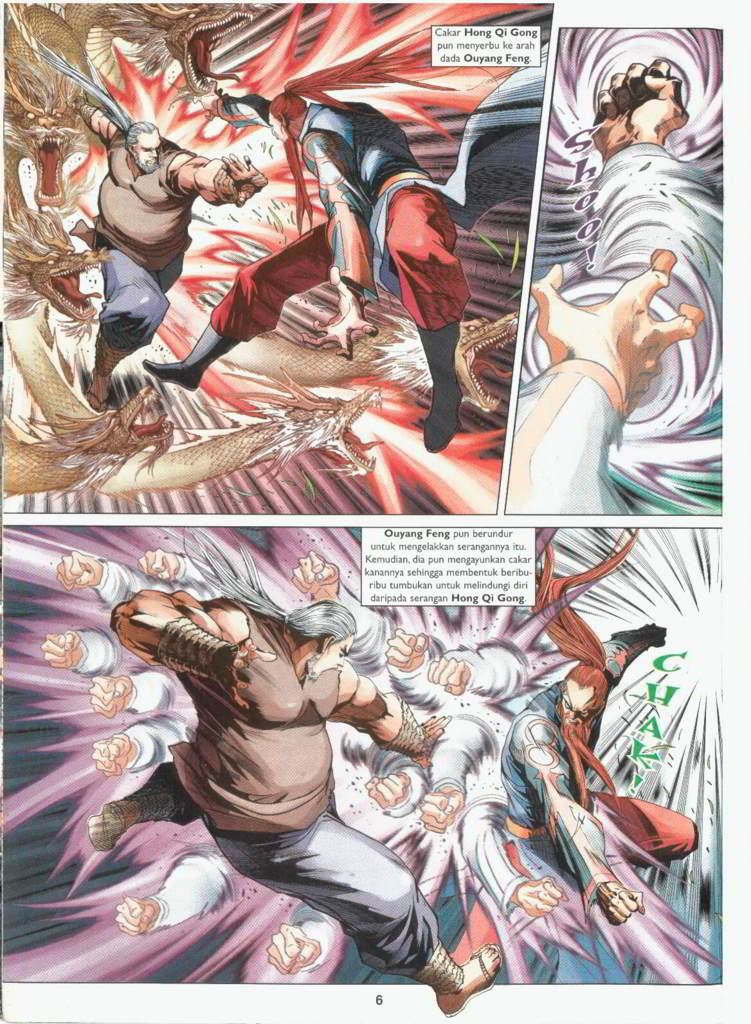 Cakar Hong Qi Gong
pun menyerbu ke arah
dada Ouyang Feng.
Shoo!
Ouyang Feng pun berundur
untuk mengelakkan serangannya itu.
Kemudian, dia pun mengayunkan cakar
kanannya sehingga membentuk beribu-
ribu tumbukan untuk melindungi diri
daripada serangan Hong Qi Gong.
CHAK!
6